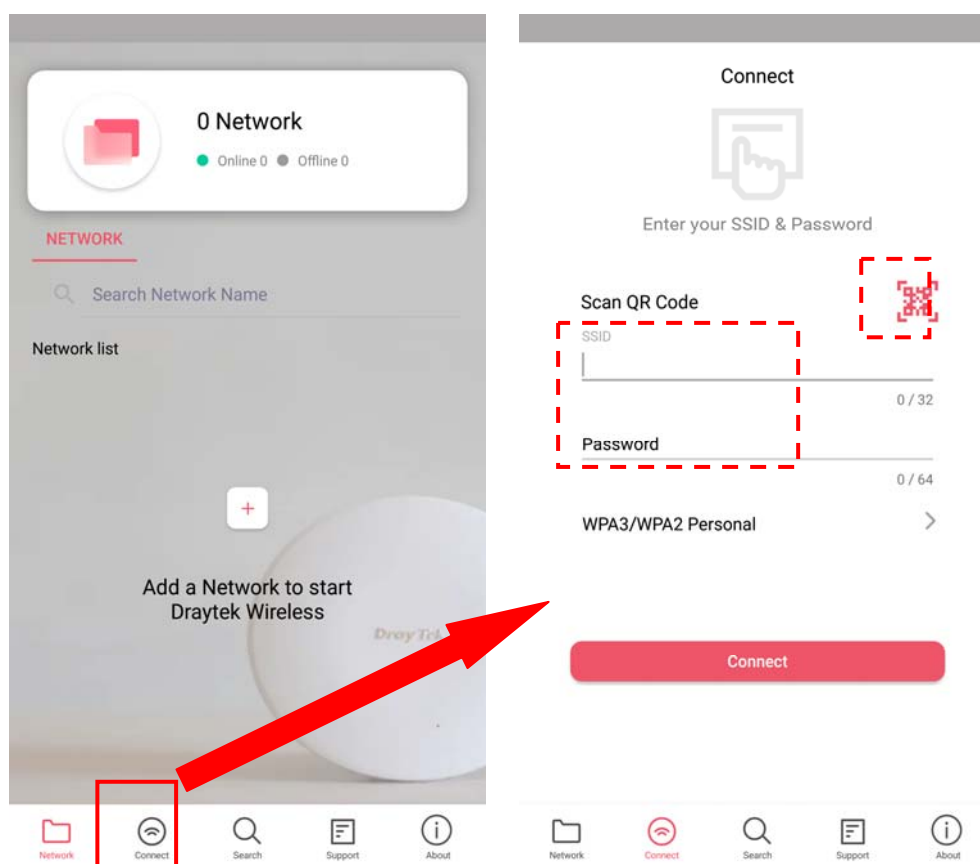 0 Network
Online 0 Offline 0
NETWORK
Search Network Name
Network list
Add a Network to start
Draytek Wireless
Network Connect Search Support About
Connect
Enter your SSID & Password
Scan QR Code
SSID
0 / 32
Password
0 / 64
WPA3/WPA2 Personal
Connect
Network Connect Search Support About